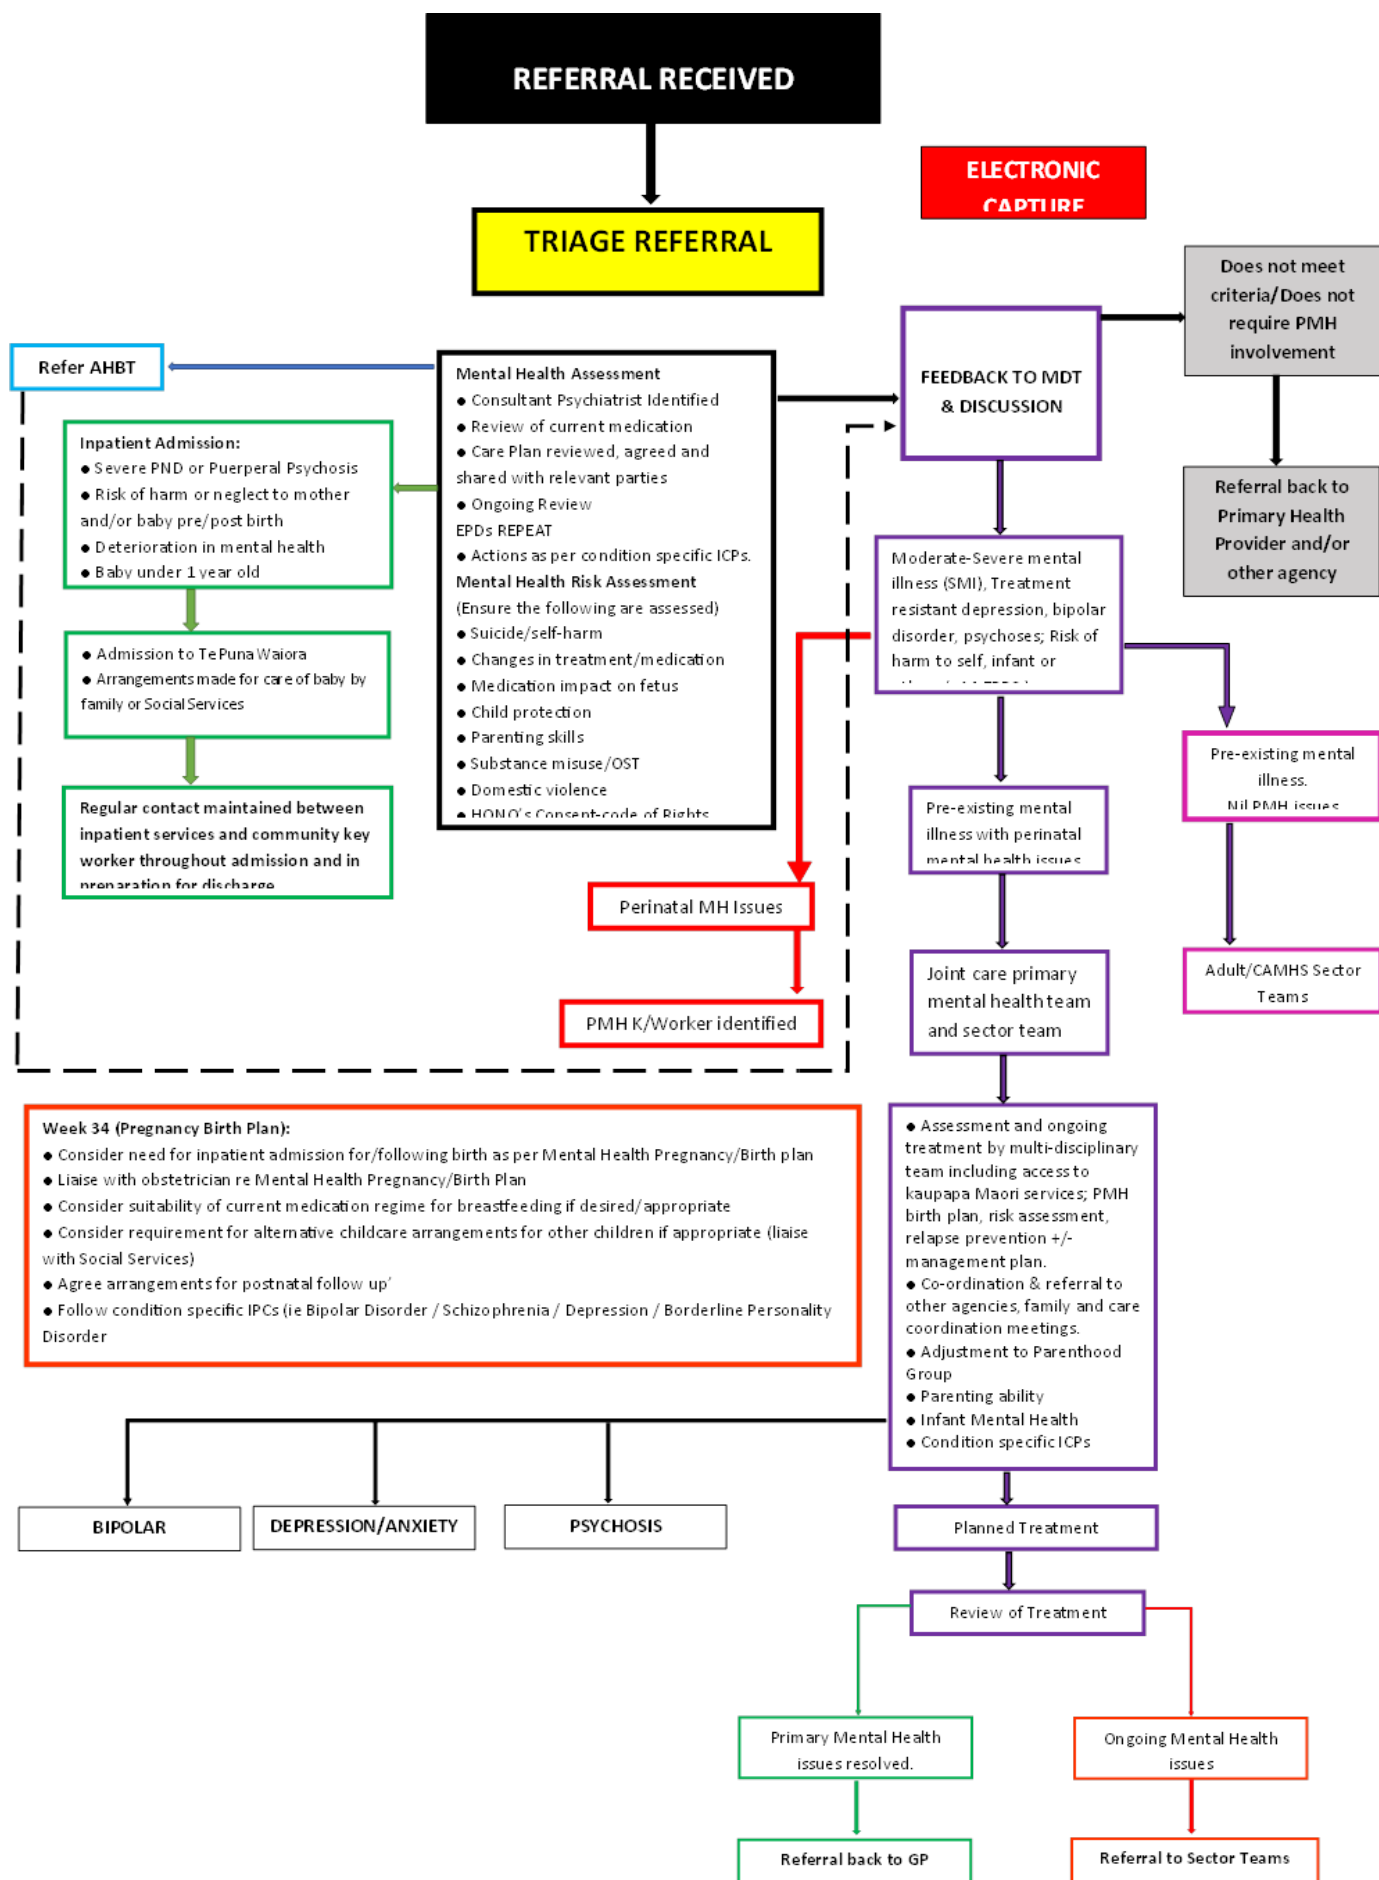 REFERRAL RECEIVED
ELECTRONIC
CAPTURE
TRIAGE REFERRAL
Does not meet
criteria/Does not
require PMH
involvement
Refer AHBT
Mental Health Assessment
● Consultant Psychiatrist Identified
● Review of current medication
● Care Plan reviewed, agreed and
shared with relevant parties
● Ongoing Review
EPDs REPEAT
● Actions as per condition specific ICPs.
Mental Health Risk Assessment
(Ensure the following are assessed)
● Suicide/self-harm
● Changes in treatment/medication
● Medication impact on fetus
● Child protection
● Parenting skills
● Substance misuse/OST
● Domestic violence
● HONO's Consent-code of Rights
FEEDBACK TO MDT
& DISCUSSION
Inpatient Admission:
● Severe PND or Puerperal Psychosis
● Risk of harm or neglect to mother
and/or baby pre/post birth
● Deterioration in mental health
● Baby under 1 year old
Referral back to
Primary Health
Provider and/or
other agency
Moderate-Severe mental
illness (SMI), Treatment
resistant depression, bipolar
disorder, psychoses; Risk of
harm to self, infant or
● Admission to Te Puna Waiora
● Arrangements made for care of baby by
family or Social Services
Pre-existing mental
illness.
Nil PMH issues
Regular contact maintained between
inpatient services and community key
worker throughout admission and in
preparation for discharge
Pre-existing mental
illness with perinatal
mental health issues
Perinatal MH Issues
Joint care primary
mental health team
and sector team
Adult/CAMHS Sector
Teams
PMH K/Worker identified
Week 34 (Pregnancy Birth Plan):
● Consider need for inpatient admission for/following birth as per Mental Health Pregnancy/Birth plan
● Liaise with obstetrician re Mental Health Pregnancy/Birth Plan
● Consider suitability of current medication regime for breastfeeding if desired/appropriate
● Consider requirement for alternative childcare arrangements for other children if appropriate (liaise
with Social Services)
● Agree arrangements for postnatal follow up'
● Follow condition specific IPCs (ie Bipolar Disorder / Schizophrenia / Depression / Borderline Personality
Disorder
● Assessment and ongoing
treatment by multi-disciplinary
team including access to
kaupapa Maori services; PMH
birth plan, risk assessment,
relapse prevention +/-
management plan.
● Co-ordination & referral to
other agencies, family and care
coordination meetings.
● Adjustment to Parenthood
Group
● Parenting ability
● Infant Mental Health
● Condition specific ICPs
BIPOLAR
DEPRESSION/ANXIETY
PSYCHOSIS
Planned Treatment
Review of Treatment
Primary Mental Health
issues resolved.
Ongoing Mental Health
issues
Referral back to GP
Referral to Sector Teams